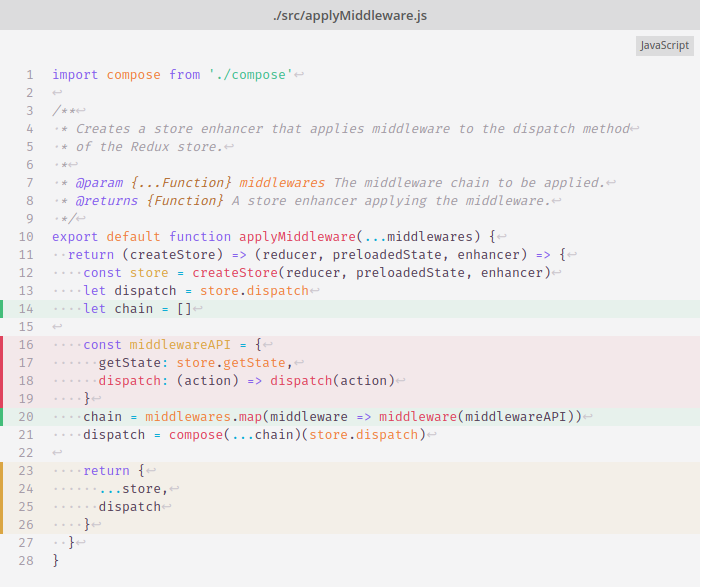 ./src/applyMiddleware.js
JavaScript
1 import compose from './compose'↩
2 ↩
3 /**↩
4 ·* Creates a store enhancer that applies middleware to the dispatch method↩
5 ·* of the Redux store.↩
6 ·*↩
7 ·* @param {...Function} middlewares The middleware chain to be applied.↩
8 ·* @returns {Function} A store enhancer applying the middleware.↩
9 ·*/↩
10 export default function applyMiddleware(...middlewares) {↩
11 ··return (createStore) => (reducer, preloadedState, enhancer) => {↩
12 ····const store = createStore(reducer, preloadedState, enhancer)↩
13 ····let dispatch = store.dispatch↩
14 ····let chain = []↩
15 ↩
16 ····const middlewareAPI = {↩
17 ······getState: store.getState,↩
18 ······dispatch: (action) => dispatch(action)↩
19 ····}↩
20 ····chain = middlewares.map(middleware => middleware(middlewareAPI))↩
21 ····dispatch = compose(...chain)(store.dispatch)↩
22 ↩
23 ····return {↩
24 ······...store,↩
25 ······dispatch↩
26 ····}↩
27 ··}↩
28 }